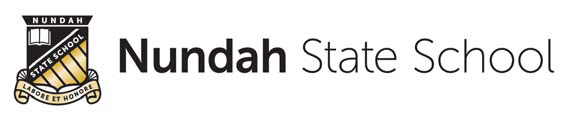 NUNDAH
STATE SCHOOL
LABORE ET HONORE
Nundah State School